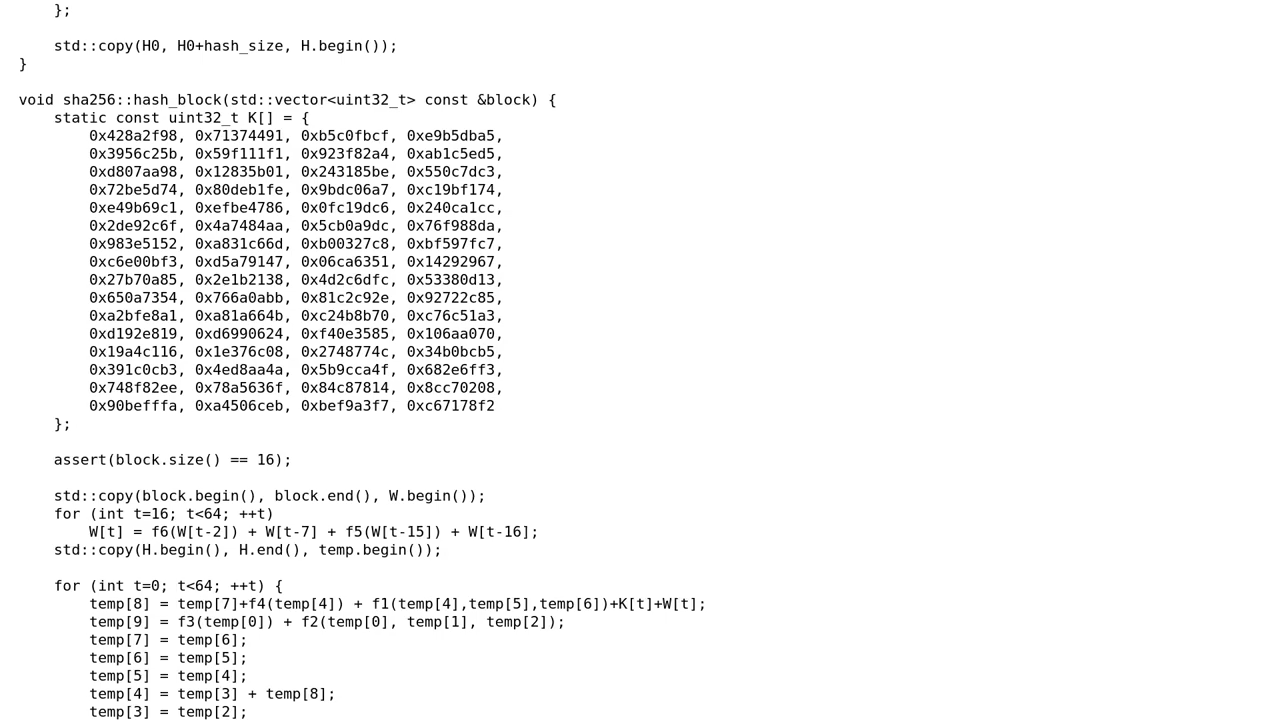 };

    std::copy(H0, H0+hash_size, H.begin());
}

void sha256::hash_block(std::vector<uint32_t> const &block) {
    static const uint32_t K[] = {
        0x428a2f98, 0x71374491, 0xb5c0fbcf, 0xe9b5dba5,
        0x3956c25b, 0x59f111f1, 0x923f82a4, 0xab1c5ed5,
        0xd807aa98, 0x12835b01, 0x243185be, 0x550c7dc3,
        0x72be5d74, 0x80deb1fe, 0x9bdc06a7, 0xc19bf174,
        0xe49b69c1, 0xefbe4786, 0x0fc19dc6, 0x240ca1cc,
        0x2de92c6f, 0x4a7484aa, 0x5cb0a9dc, 0x76f988da,
        0x983e5152, 0xa831c66d, 0xb00327c8, 0xbf597fc7,
        0xc6e00bf3, 0xd5a79147, 0x06ca6351, 0x14292967,
        0x27b70a85, 0x2e1b2138, 0x4d2c6dfc, 0x53380d13,
        0x650a7354, 0x766a0abb, 0x81c2c92e, 0x92722c85,
        0xa2bfe8a1, 0xa81a664b, 0xc24b8b70, 0xc76c51a3,
        0xd192e819, 0xd6990624, 0xf40e3585, 0x106aa070,
        0x19a4c116, 0x1e376c08, 0x2748774c, 0x34b0bcb5,
        0x391c0cb3, 0x4ed8aa4a, 0x5b9cca4f, 0x682e6ff3,
        0x748f82ee, 0x78a5636f, 0x84c87814, 0x8cc70208,
        0x90befffa, 0xa4506ceb, 0xbef9a3f7, 0xc67178f2
    };

    assert(block.size() == 16);

    std::copy(block.begin(), block.end(), W.begin());
    for (int t=16; t<64; ++t)
        W[t] = f6(W[t-2]) + W[t-7] + f5(W[t-15]) + W[t-16];
    std::copy(H.begin(), H.end(), temp.begin());

    for (int t=0; t<64; ++t) {
        temp[8] = temp[7]+f4(temp[4]) + f1(temp[4],temp[5],temp[6])+K[t]+W[t];
        temp[9] = f3(temp[0]) + f2(temp[0], temp[1], temp[2]);
        temp[7] = temp[6];
        temp[6] = temp[5];
        temp[5] = temp[4];
        temp[4] = temp[3] + temp[8];
        temp[3] = temp[2];